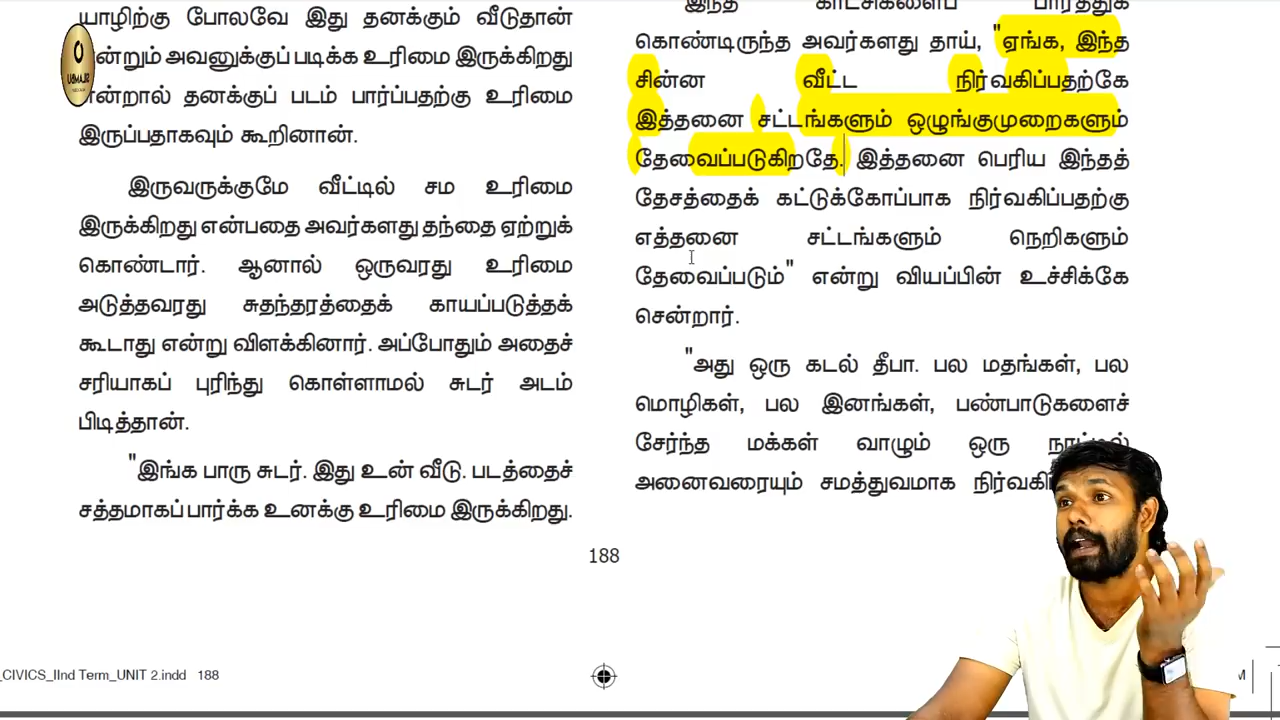 யாழிற்கு போலவே இது தனக்கும் வீடுதான்
அவனுக்குப் படிக்க உரிமை இருக்கிறது
என்றால் தனக்குப் படம் பார்ப்பதற்கு உரிமை
இருப்பதாகவும் கூறினான்.
இருவருக்குமே வீட்டில் சம உரிமை
இருக்கிறது என்பதை அவர்களது தந்தை ஏற்றுக்
கொண்டார். ஆனால் ஒருவரது உரிமை
அடுத்தவரது சுதந்தரத்தைக் காயப்படுத்தக்
கூடாது என்று விளக்கினார். அப்போதும் அதைச்
சரியாகப் புரிந்து கொள்ளாமல் சுடர் அடம்
பிடித்தான்.
"இங்க பாரு சுடர். இது உன் வீடு. படத்தைச்
சத்தமாகப் பார்க்க உனக்கு உரிமை இருக்கிறது.
இந்த காட்சிகளைப் பார்த்துக்
கொண்டிருந்த அவர்களது தாய், "ஏங்க, இந்த
சின்ன வீட்ட நிர்வகிப்பதற்கே
இத்தனை சட்டங்களும் ஒழுங்குமுறைகளும்
தேவைப்படுகிறதே. இத்தனை பெரிய இந்தத்
தேசத்தைக் கட்டுக்கோப்பாக நிர்வகிப்பதற்கு
எத்தனை சட்டங்களும் நெறிகளும்
தேவைப்படும்" என்று வியப்பின் உச்சிக்கே
சென்றார்.
"அது ஒரு கடல் தீபா. பல மதங்கள், பல
மொழிகள், பல இனங்கள், பண்பாடுகளைச்
சேர்ந்த மக்கள் வாழும் ஒரு நாட்டில்
அனைவரையும் சமத்துவமாக
188
_CIVICS_IInd Term_UNIT 2.indd 188